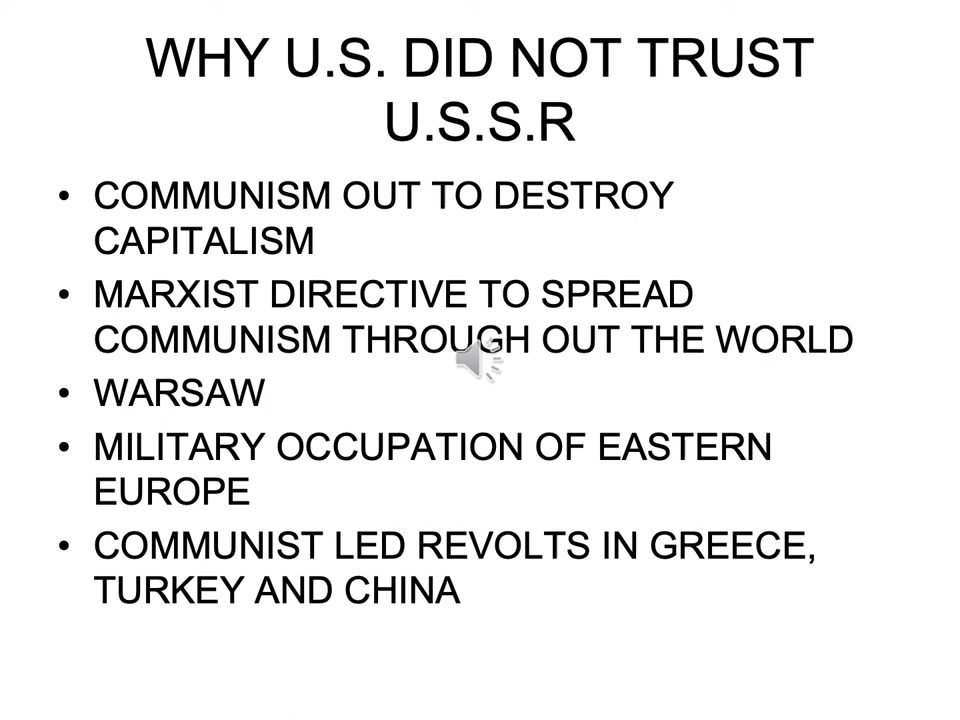 WHY U.S. DID NOT TRUST
U.S.S.R
• COMMUNISM OUT TO DESTROY
CAPITALISM
• MARXIST DIRECTIVE TO SPREAD
COMMUNISM THROUGH OUT THE WORLD
• WARSAW
• MILITARY OCCUPATION OF EASTERN
EUROPE
• COMMUNIST LED REVOLTS IN GREECE,
TURKEY AND CHINA